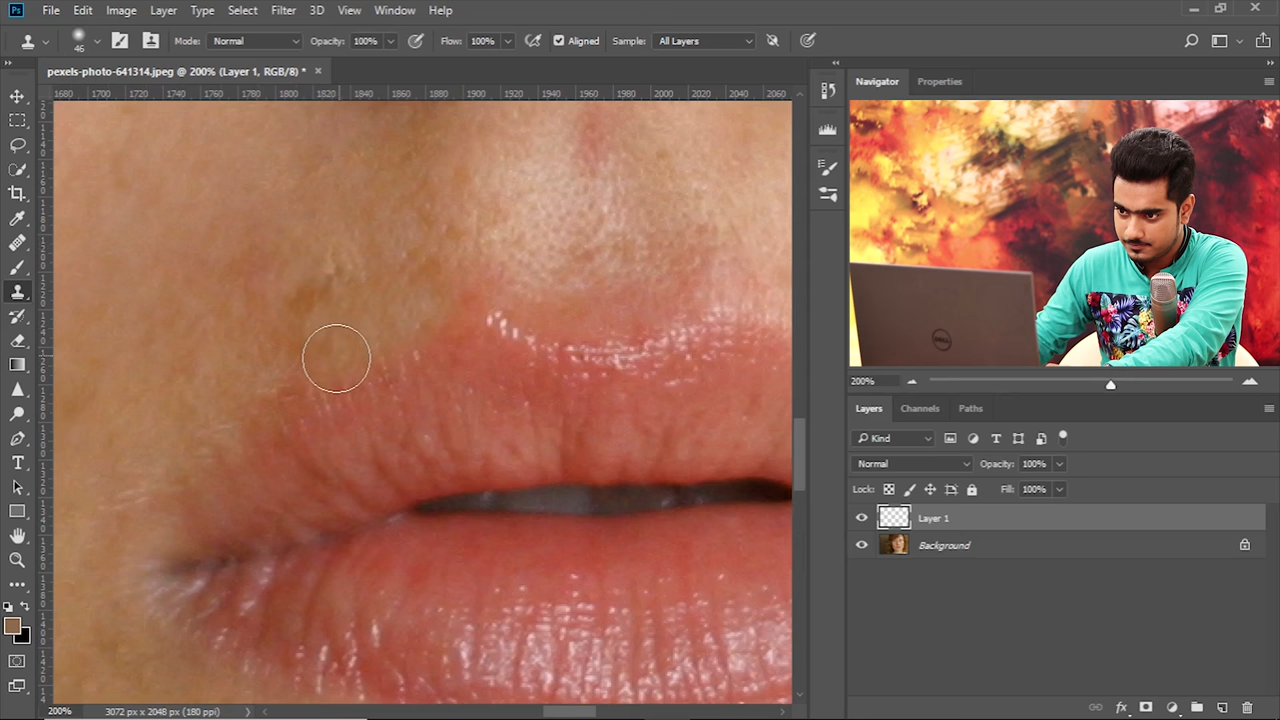 Ps File Edit Image Layer Type Select Filter 3D View Window Help
46 Mode: Normal Opacity: 100% Flow: 100% Aligned Sample: All Layers
pexels-photo-641314.jpeg @ 200% (Layer 1, RGB/8) * ×
1680 1700 1720 1740 1760 1780 1800 1820 1840 1860 1880 1900 1920 1940 1960 1980 2000 2020 2040 2060
Navigator Properties
DELL
200%
Layers Channels Paths
Kind
Normal Opacity: 100%
Lock: Fill: 100%
Layer 1
Background
200% 3072 px x 2048 px (180 ppi)